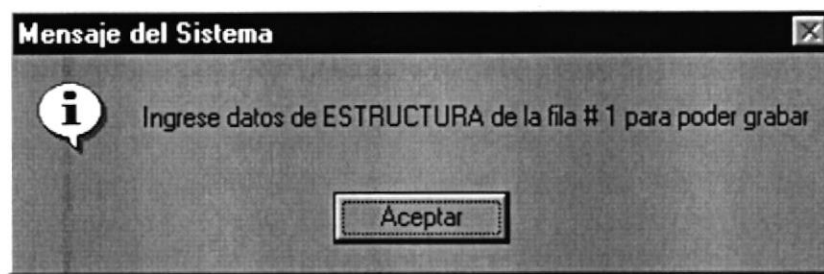 Mensaje del Sistema
Ingrese datos de ESTRUCTURA de la fila # 1 para poder grabar
Aceptar